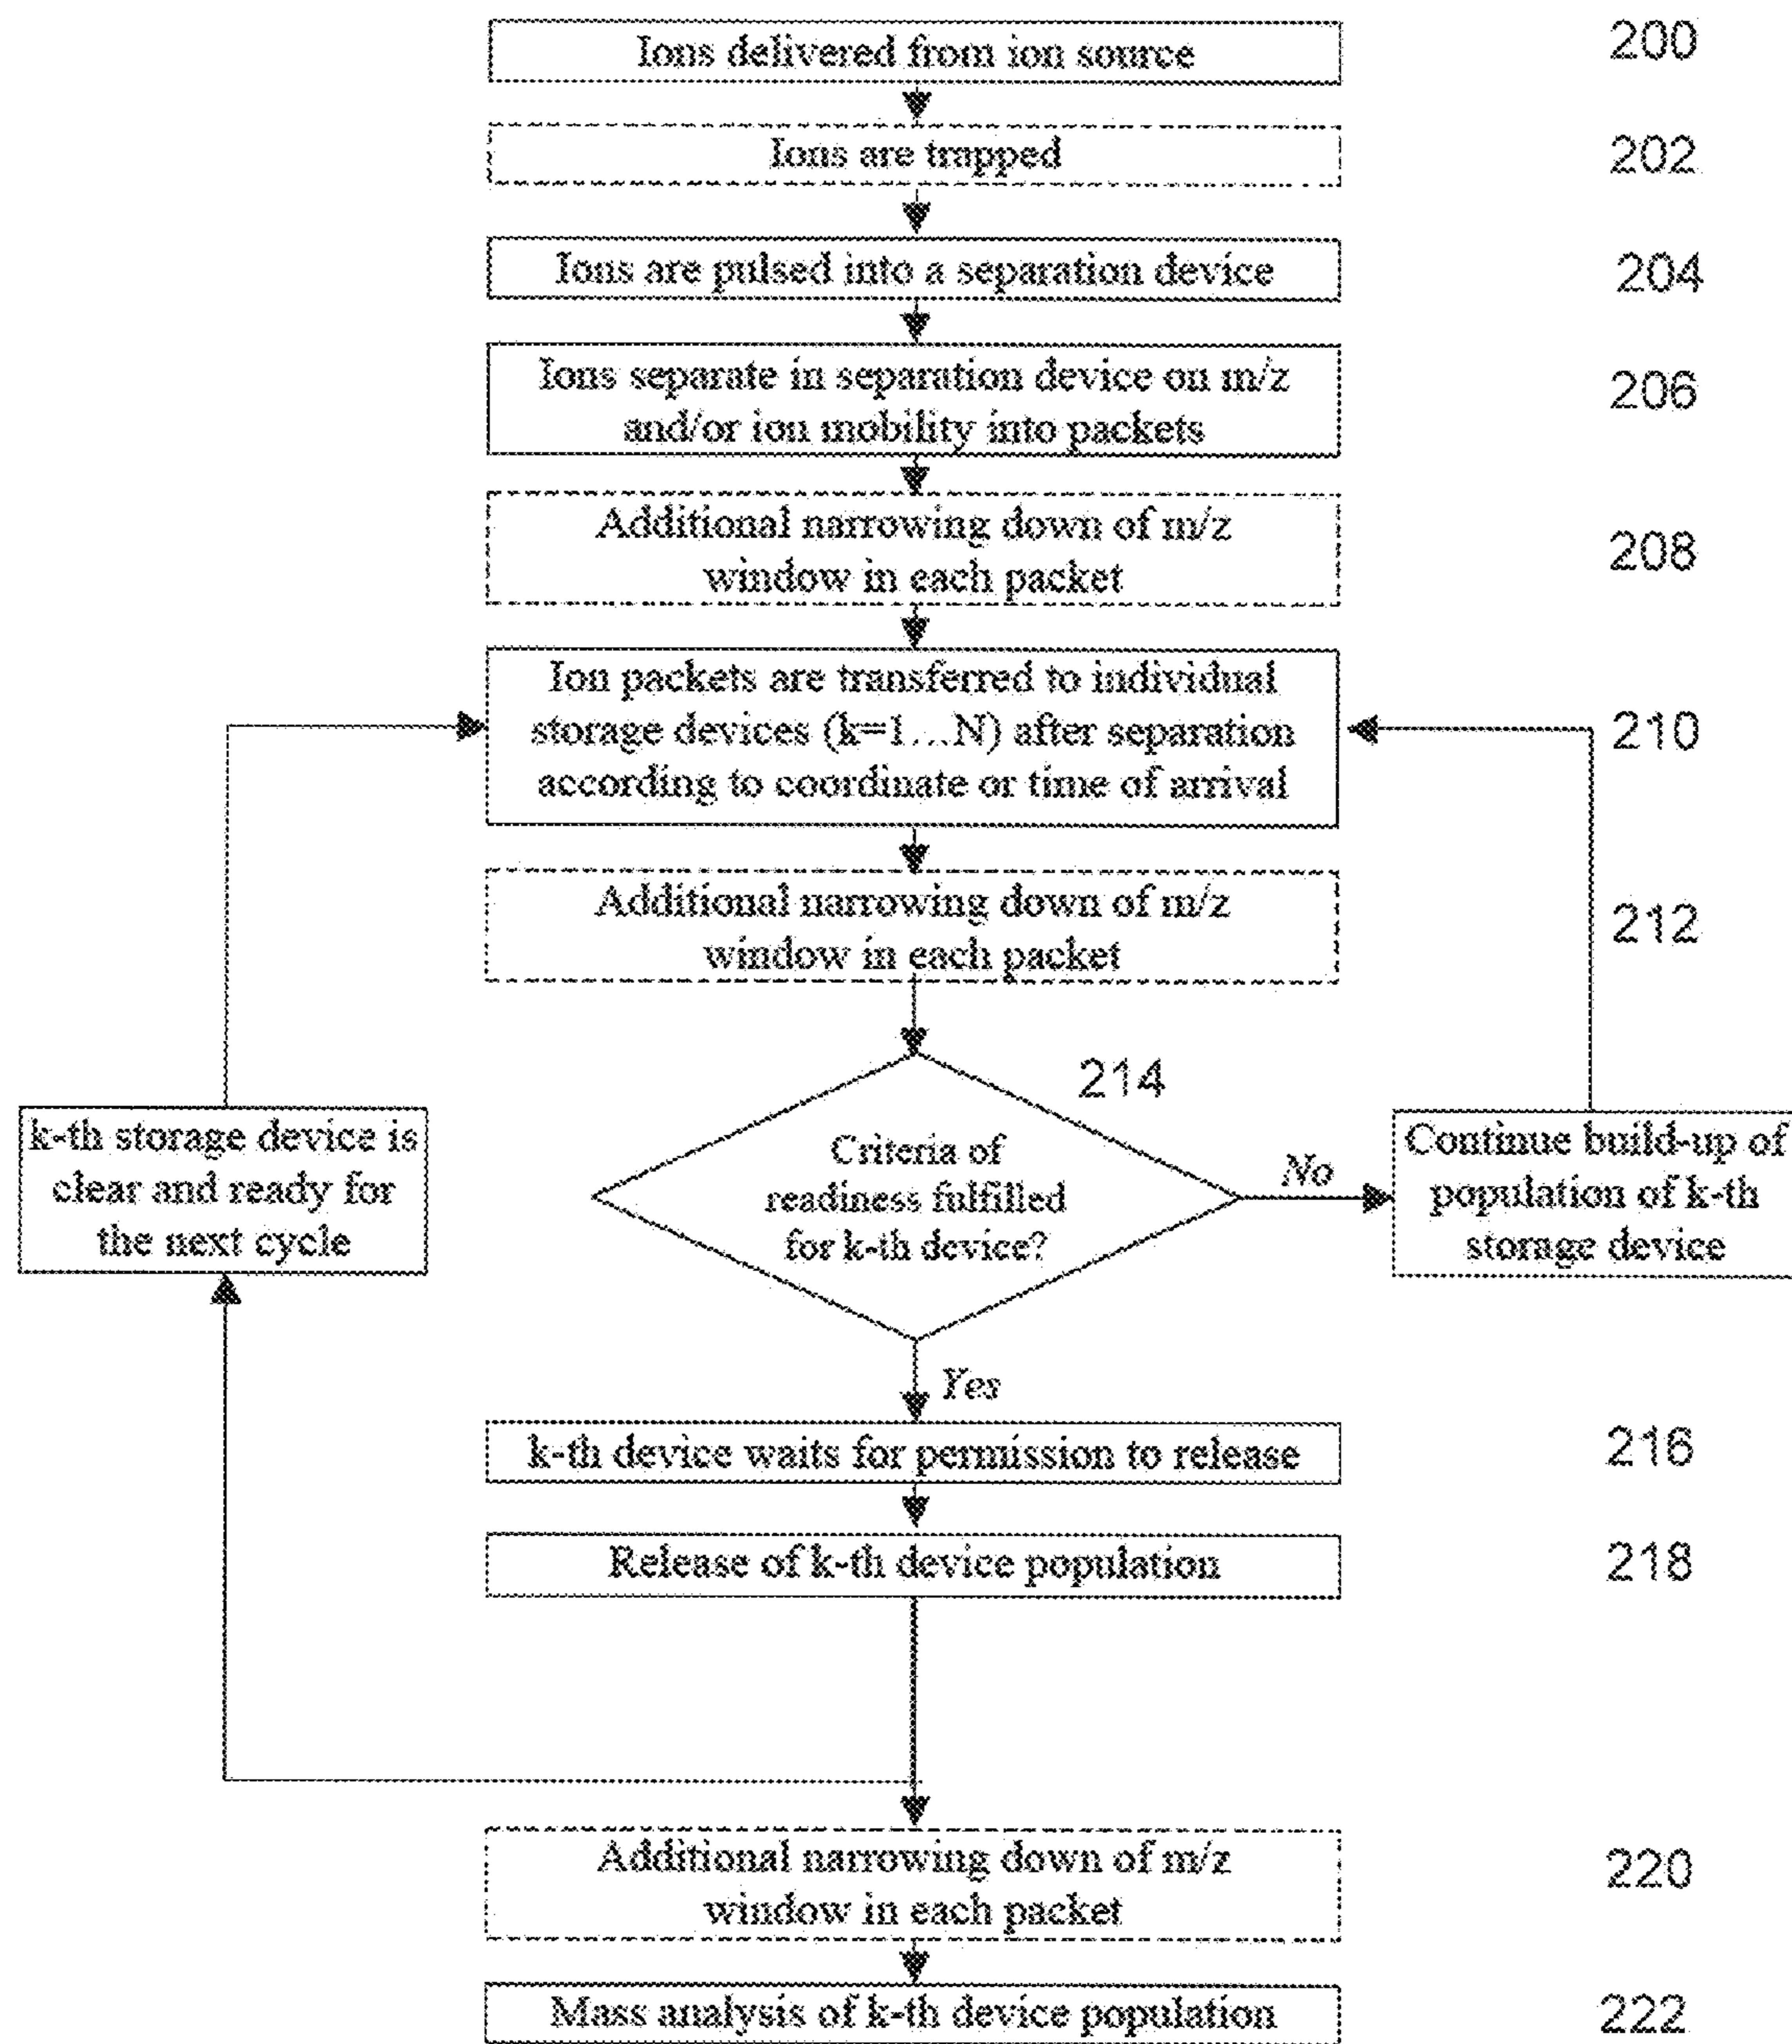 Ions delivered from ion source
200
Ions are trapped
202
Ions are pulsed into a separation device
204
Ions separate in separation device on m/z
and/or ion mobility into packets
206
Additional narrowing down of m/z
window in each packet
208
Ion packets are transferred to individual
storage devices (k=1...N) after separation
according to coordinate or time of arrival
210
Additional narrowing down of m/z
window in each packet
212
214
k-th storage device is
clear and ready for
the next cycle
Criteria of
readiness fulfilled
for k-th device?
No
Continue build-up of
population of k-th
storage device
Yes
k-th device waits for permission to release
216
Release of k-th device population
218
Additional narrowing down of m/z
window in each packet
220
Mass analysis of k-th device population
222